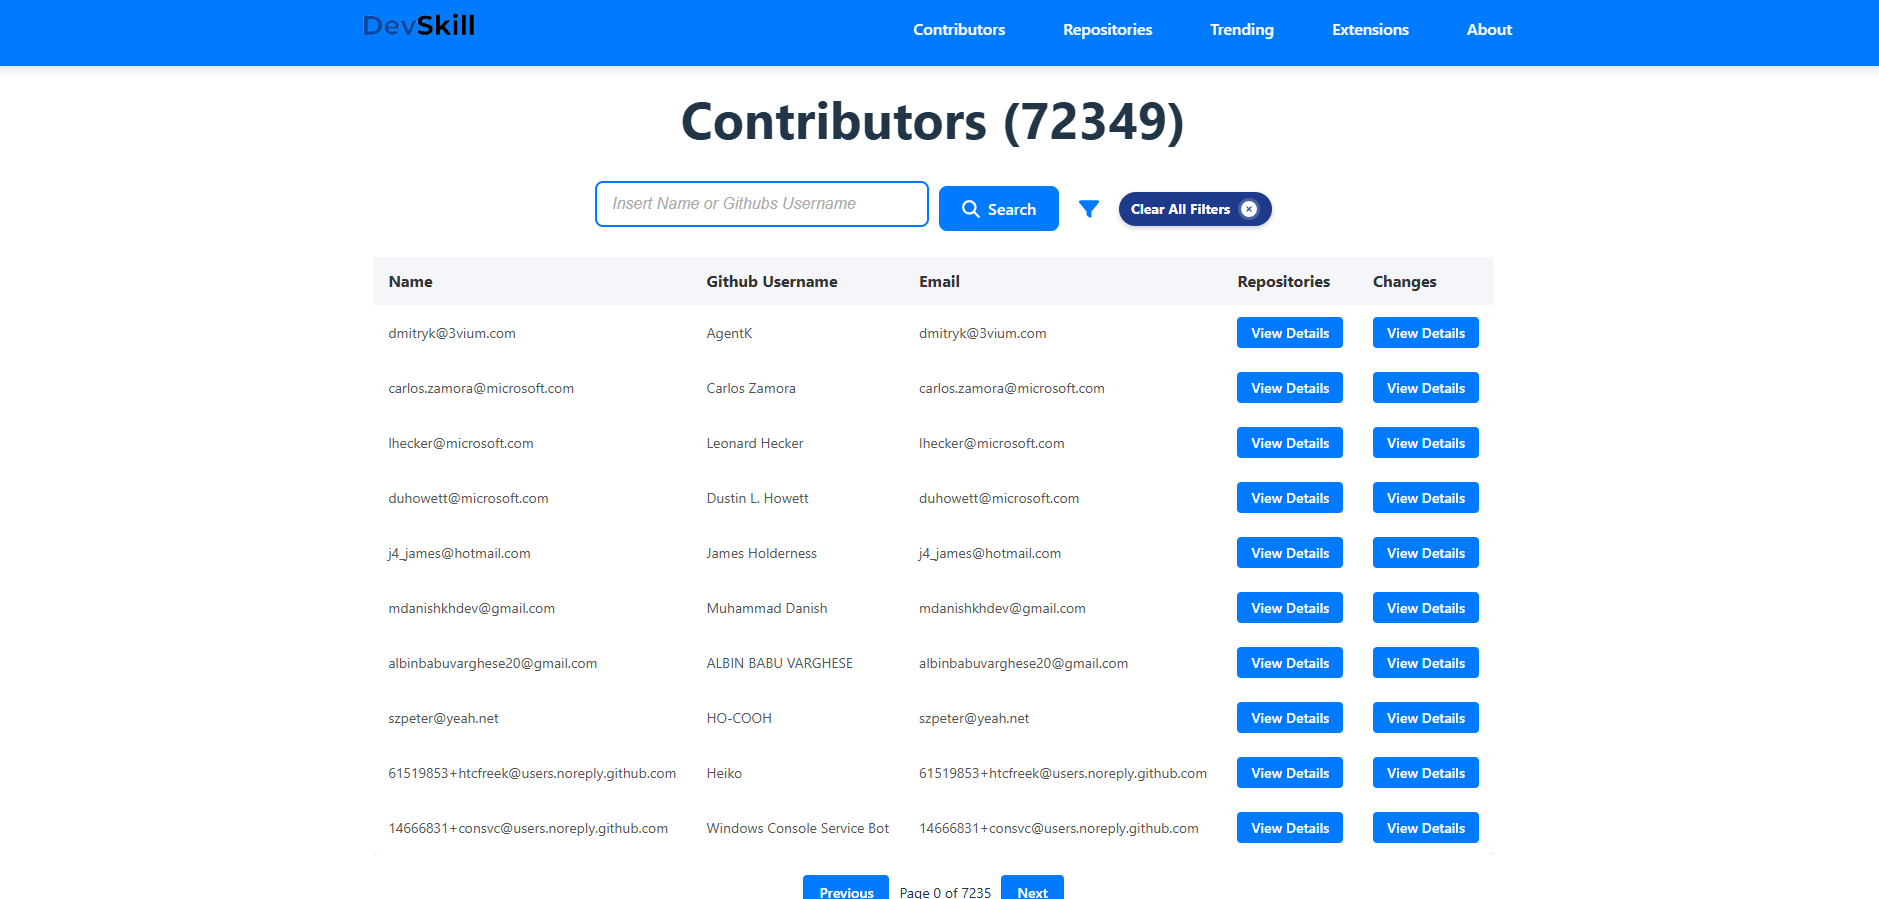 DevSkill Contributors Repositories Trending Extensions About
Contributors (72349)
Insert Name or Githubs Username Search Clear All Filters
Name Github Username Email Repositories Changes
dmitryk@3vium.com AgentK dmitryk@3vium.com View Details View Details
carlos.zamora@microsoft.com Carlos Zamora carlos.zamora@microsoft.com View Details View Details
lhecker@microsoft.com Leonard Hecker lhecker@microsoft.com View Details View Details
duhowett@microsoft.com Dustin L. Howett duhowett@microsoft.com View Details View Details
j4_james@hotmail.com James Holderness j4_james@hotmail.com View Details View Details
mdanishkhdev@gmail.com Muhammad Danish mdanishkhdev@gmail.com View Details View Details
albinbabuvarghese20@gmail.com ALBIN BABU VARGHESE albinbabuvarghese20@gmail.com View Details View Details
szpeter@yeah.net HO-COOH szpeter@yeah.net View Details View Details
61519853+htcfreek@users.noreply.github.com Heiko 61519853+htcfreek@users.noreply.github.com View Details View Details
14666831+consvc@users.noreply.github.com Windows Console Service Bot 14666831+consvc@users.noreply.github.com View Details View Details
Previous Page 0 of 7235 Next